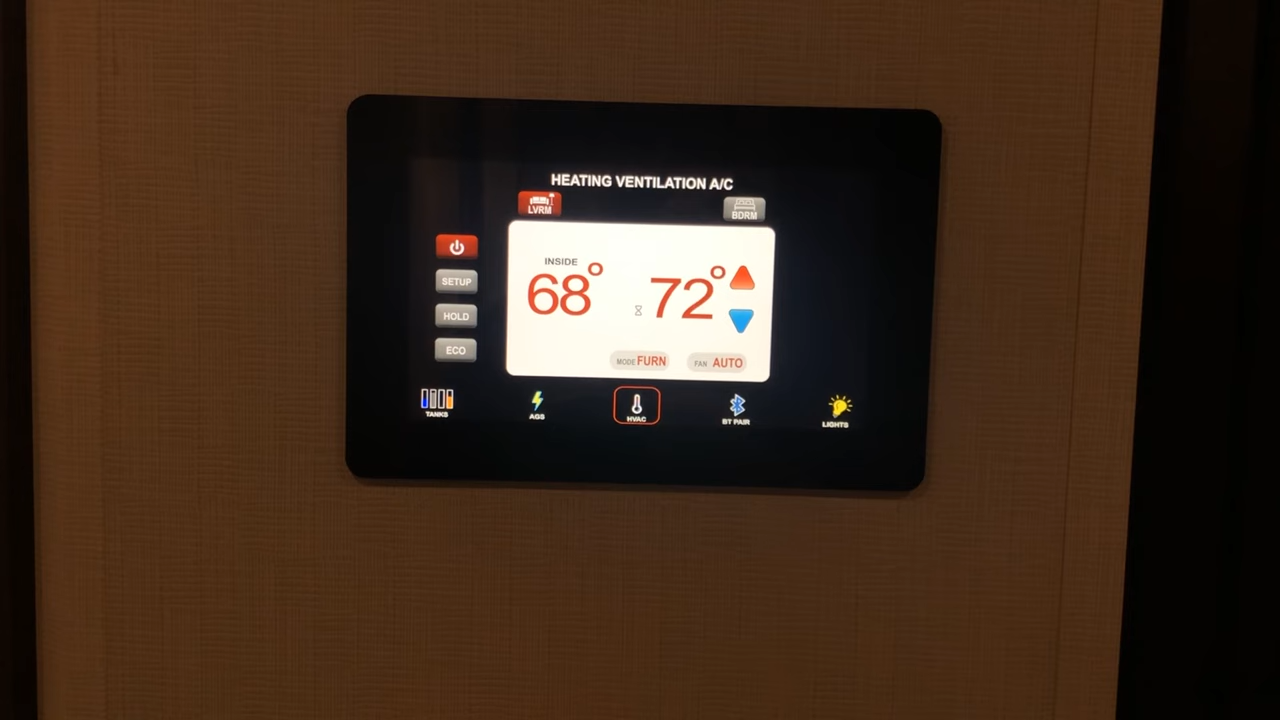 HEATING VENTILATION A/C
LVRM
BDRM
SETUP
HOLD
ECO
INSIDE
68° 72°
MODE FURN FAN AUTO
TANKS AGS HVAC BT PAIR LIGHTS